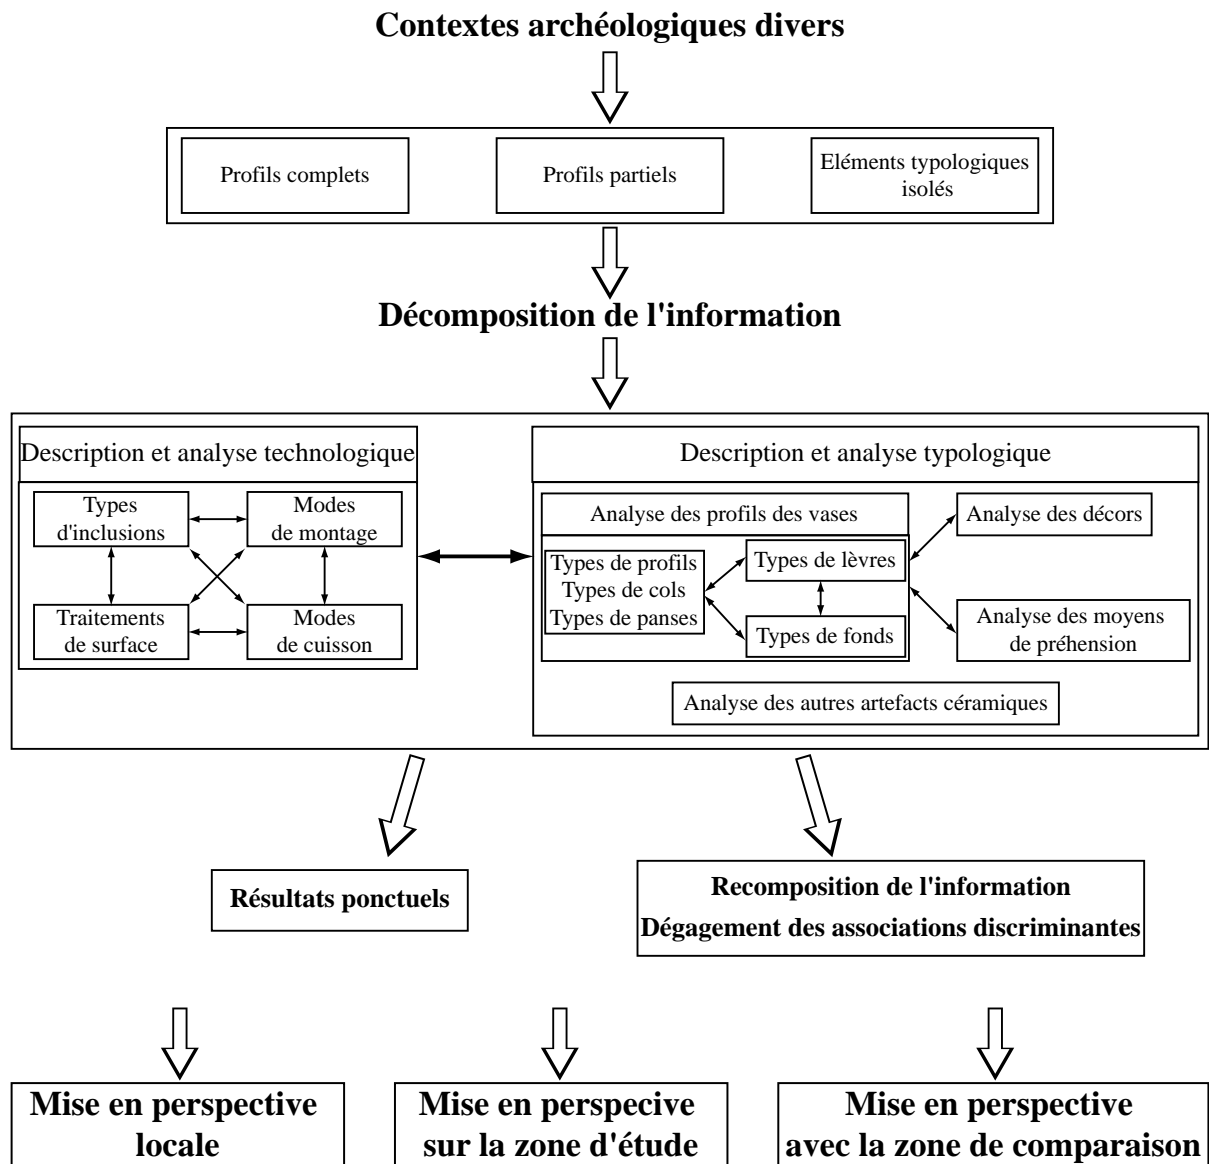 Contextes archéologiques divers
Profils complets
Profils partiels
Eléments typologiques
isolés
Décomposition de l'information
Description et analyse technologique
Types
d'inclusions
Modes
de montage
Traitements
de surface
Modes
de cuisson
Description et analyse typologique
Analyse des profils des vases
Types de profils
Types de cols
Types de panses
Types de lèvres
Types de fonds
Analyse des décors
Analyse des moyens
de préhension
Analyse des autres artefacts céramiques
Résultats ponctuels
Recomposition de l'information
Dégagement des associations discriminantes
Mise en perspective
locale
Mise en perspecive
sur la zone d'étude
Mise en perspective
avec la zone de comparaison